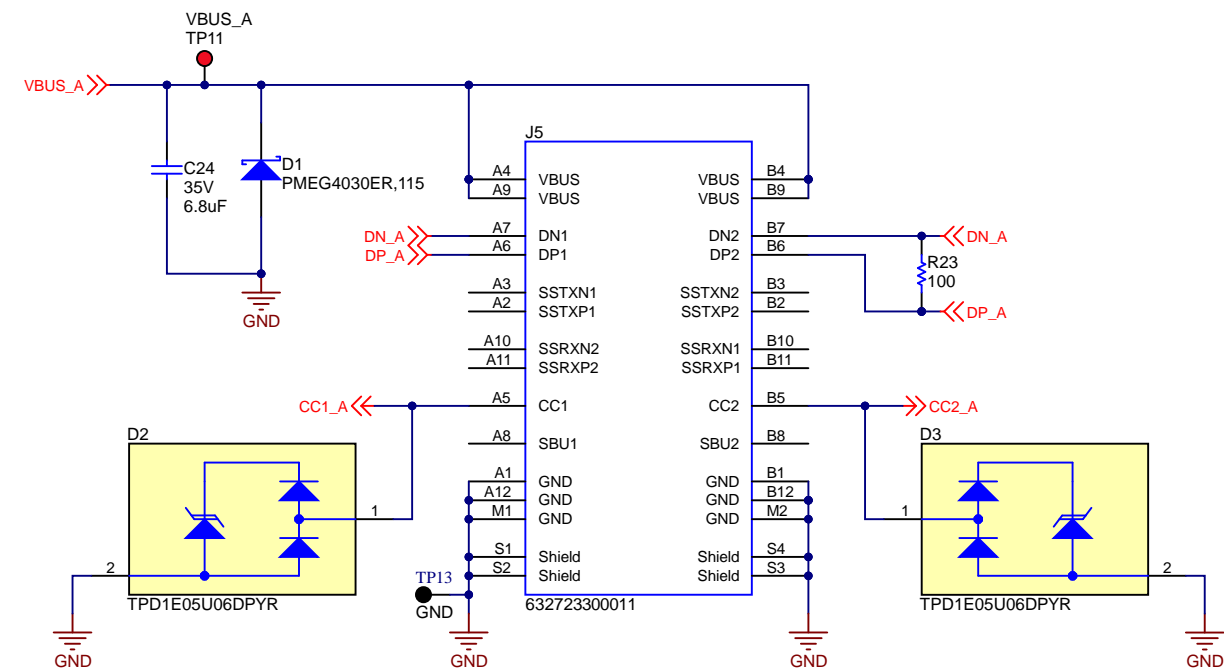 VBUS_A
TP11
VBUS_A
J5
C24
35V
6.8uF
D1
PMEG4030ER,115
GND
A4 VBUS VBUS B4
A9 VBUS VBUS B9
DN_A A7 DN1 DN2 B7 DN_A
DP_A A6 DP1 DP2 B6
R23
100
A3 SSTXN1 SSTXN2 B3
A2 SSTXP1 SSTXP2 B2 DP_A
A10 SSRXN2 SSRXN1 B10
A11 SSRXP2 SSRXP1 B11
CC1_A A5 CC1 CC2 B5 CC2_A
A8 SBU1 SBU2 B8
A1 GND GND B1
A12 GND GND B12
M1 GND GND M2
S1 Shield Shield S4
S2 Shield Shield S3
632723300011
D2
1
2
TPD1E05U06DPYR
GND
TP13
GND
GND
GND
D3
1
2
TPD1E05U06DPYR
GND